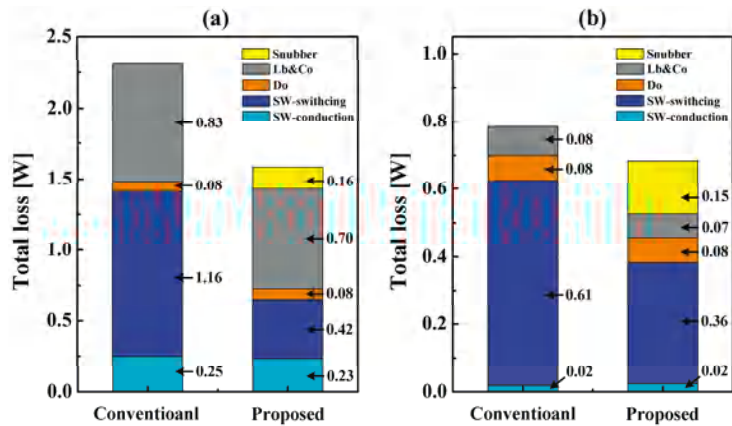 (a)
(b)
Total loss [W]
2.5
2.0
1.5
1.0
0.5
0.0
Snubber
Lb&Co
Do
SW-swithcing
SW-conduction
0.83
0.08
1.16
0.25
0.16
0.70
0.08
0.42
0.23
Conventioanl
Proposed
Total loss [W]
1.0
0.8
0.6
0.4
0.2
0.0
Snubber
Lb&Co
Do
SW-swithcing
SW-conduction
0.08
0.08
0.61
0.02
0.15
0.07
0.08
0.36
0.02
Conventioanl
Proposed